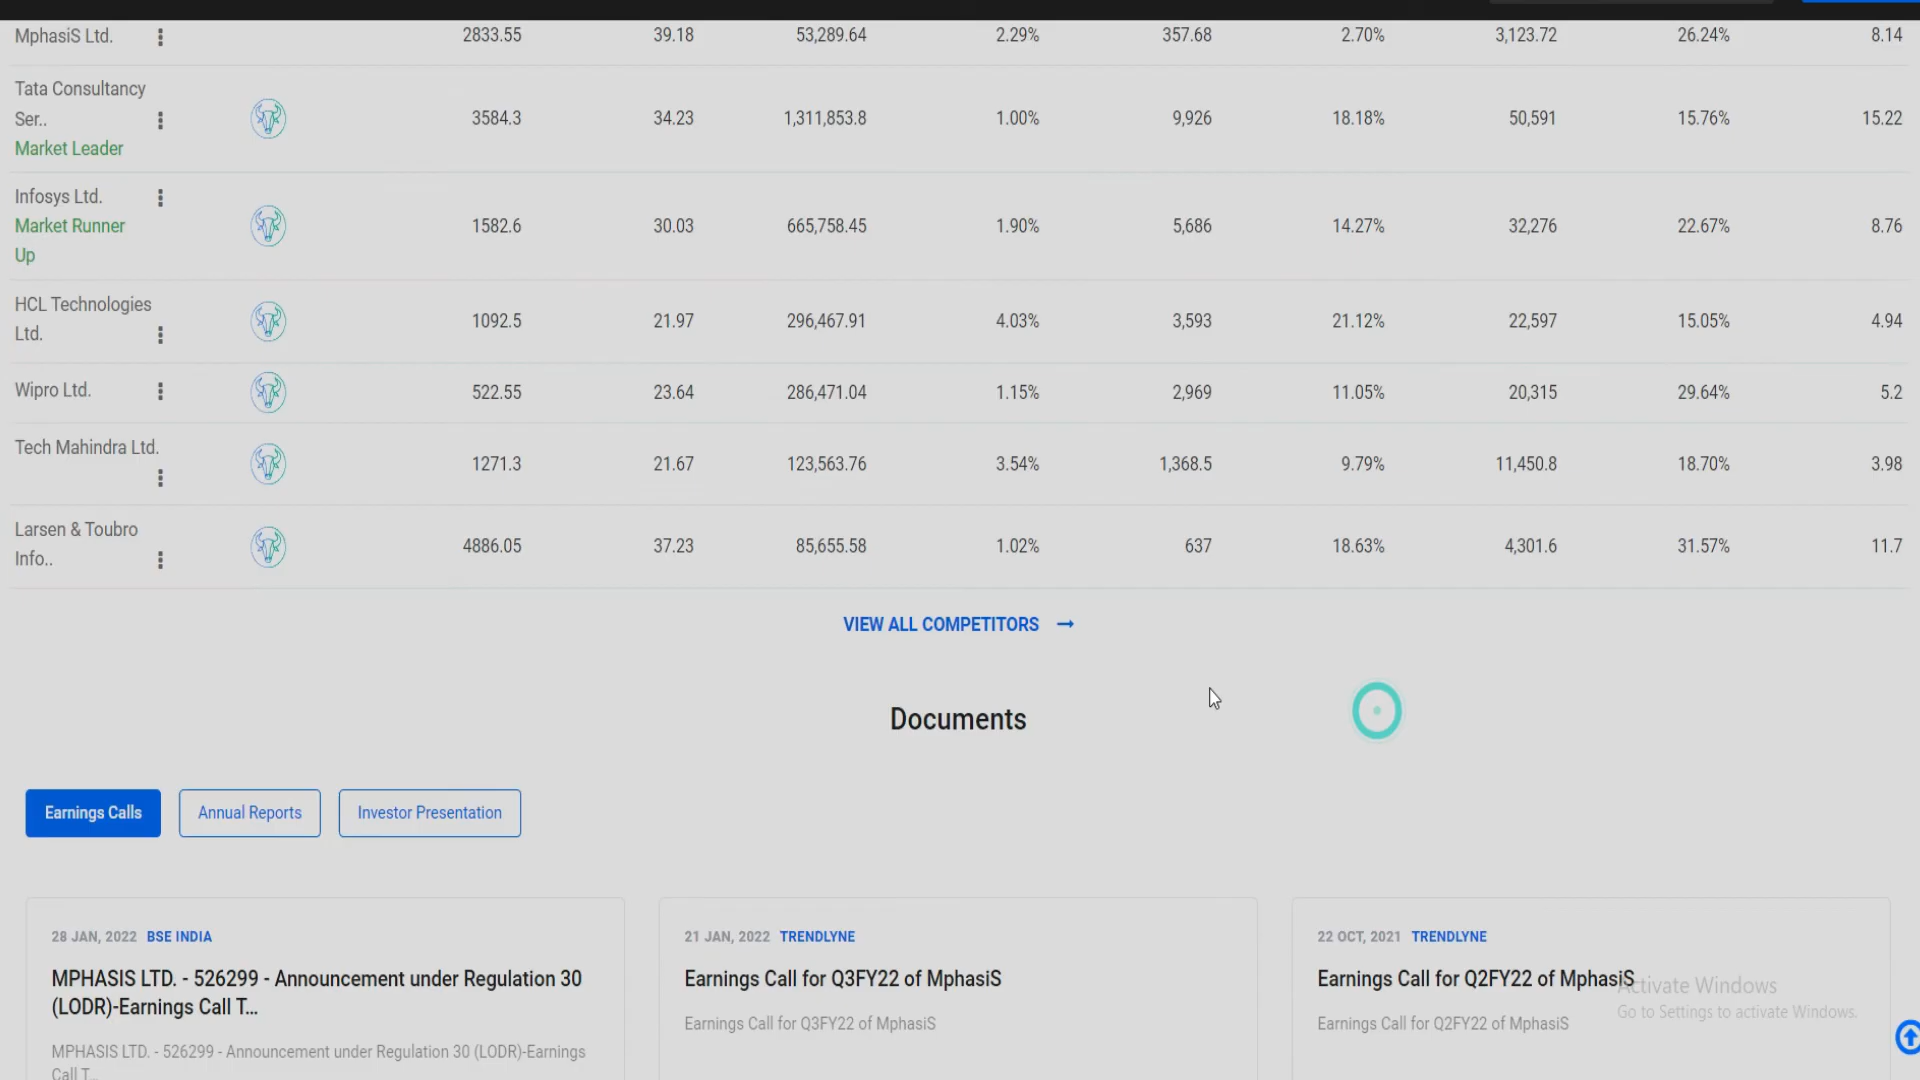 MphasiS Ltd. 2833.55 39.18 53,289.64 2.29% 357.68 2.70% 3,123.72 26.24% 8.14
Tata Consultancy
Ser.. 3584.3 34.23 1,311,853.8 1.00% 9,926 18.18% 50,591 15.76% 15.22
Market Leader
Infosys Ltd.
Market Runner 1582.6 30.03 665,758.45 1.90% 5,686 14.27% 32,276 22.67% 8.76
Up
HCL Technologies
Ltd. 1092.5 21.97 296,467.91 4.03% 3,593 21.12% 22,597 15.05% 4.94
Wipro Ltd. 522.55 23.64 286,471.04 1.15% 2,969 11.05% 20,315 29.64% 5.2
Tech Mahindra Ltd. 1271.3 21.67 123,563.76 3.54% 1,368.5 9.79% 11,450.8 18.70% 3.98
Larsen & Toubro
Info.. 4886.05 37.23 85,655.58 1.02% 637 18.63% 4,301.6 31.57% 11.7
VIEW ALL COMPETITORS →
Documents
Earnings Calls Annual Reports Investor Presentation
28 JAN, 2022 BSE INDIA
MPHASIS LTD. - 526299 - Announcement under Regulation 30
(LODR)-Earnings Call T...
MPHASIS LTD. - 526299 - Announcement under Regulation 30 (LODR)-Earnings
Call T...
21 JAN, 2022 TRENDLYNE
Earnings Call for Q3FY22 of MphasiS
Earnings Call for Q3FY22 of MphasiS
22 OCT, 2021 TRENDLYNE
Earnings Call for Q2FY22 of MphasiS
Earnings Call for Q2FY22 of MphasiS
Activate Windows
Go to Settings to activate Windows.